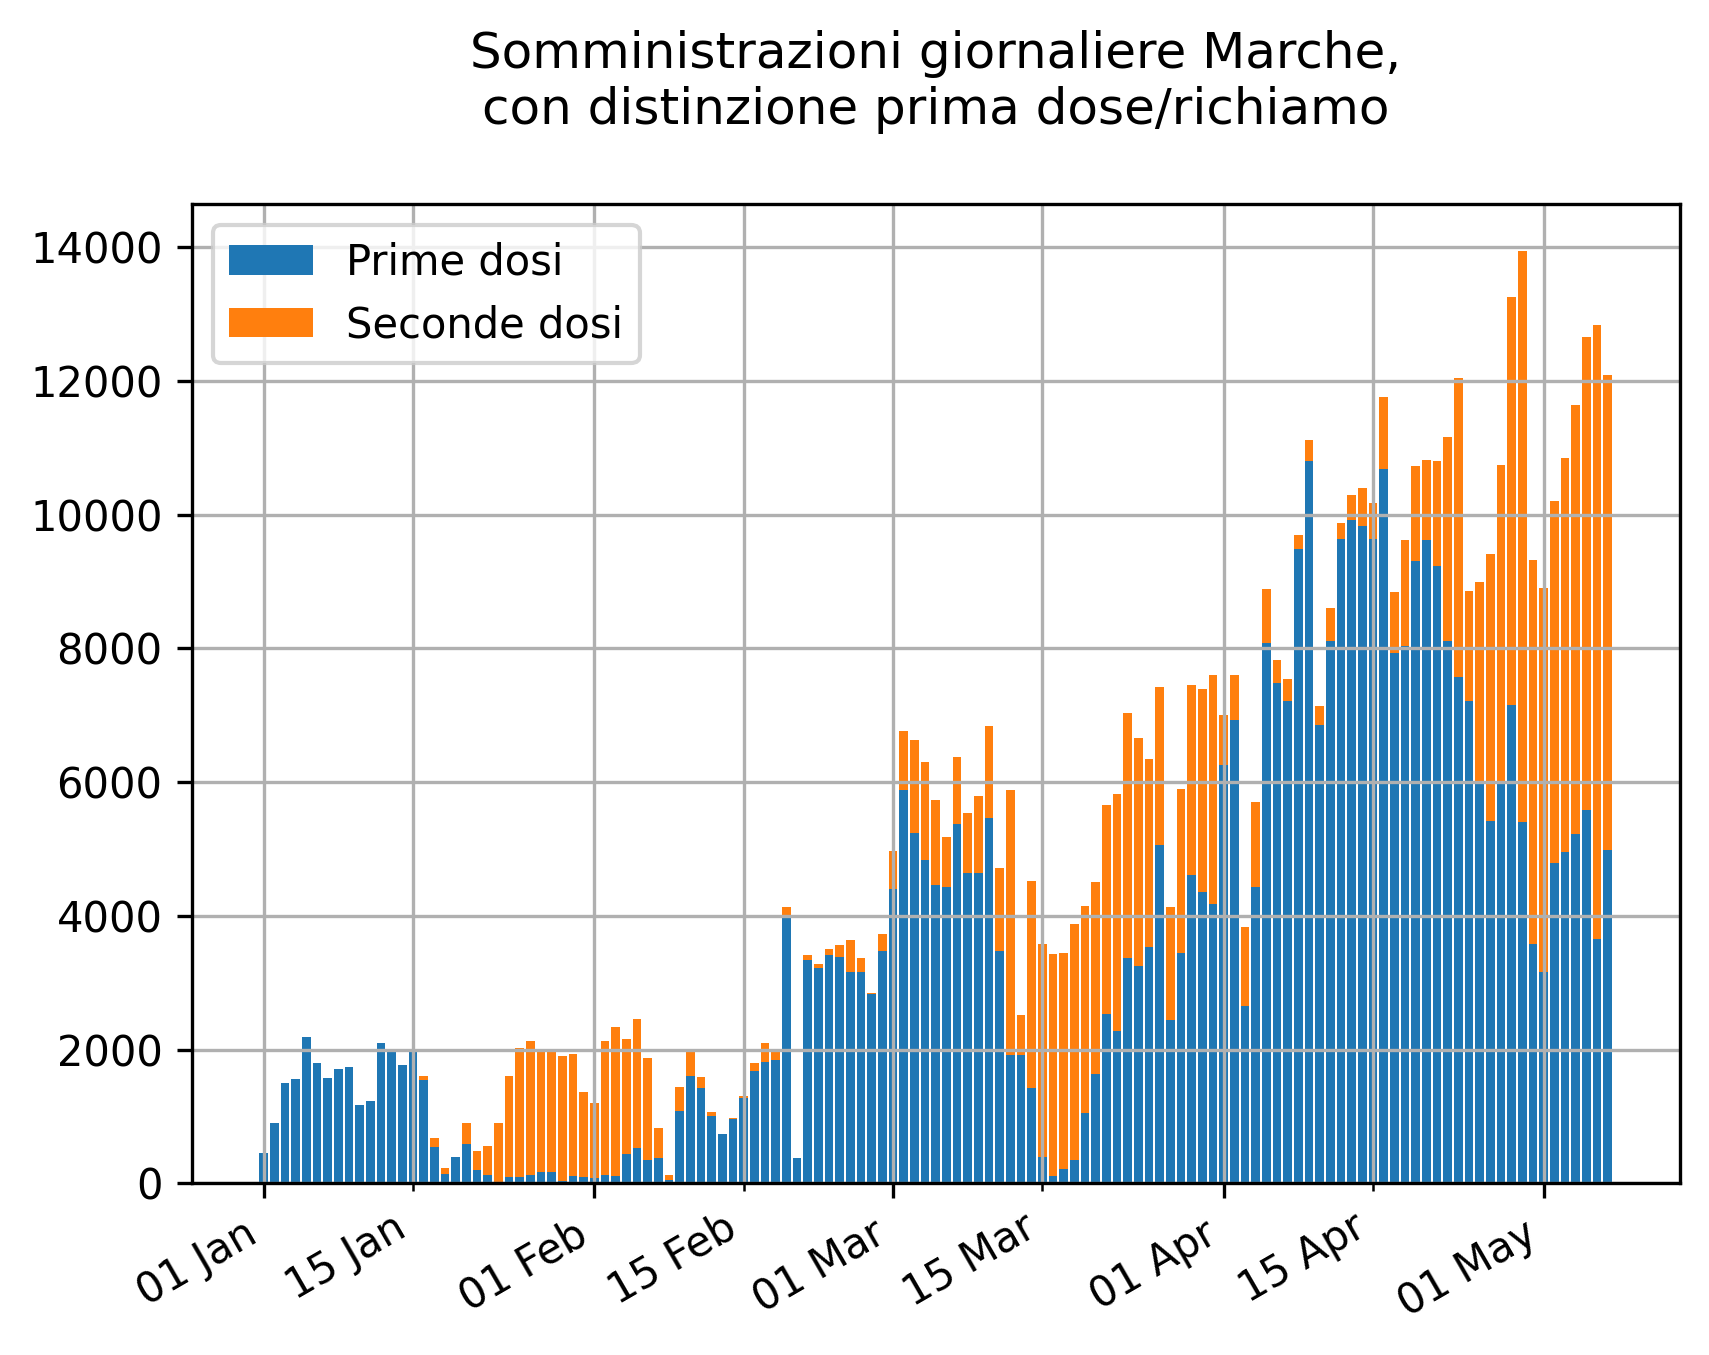 Somministrazioni giornaliere Marche,
con distinzione prima dose/richiamo
14000
12000
10000
8000
6000
4000
2000
0
Prime dosi
Seconde dosi
01 Jan
15 Jan
01 Feb
15 Feb
01 Mar
15 Mar
01 Apr
15 Apr
01 May